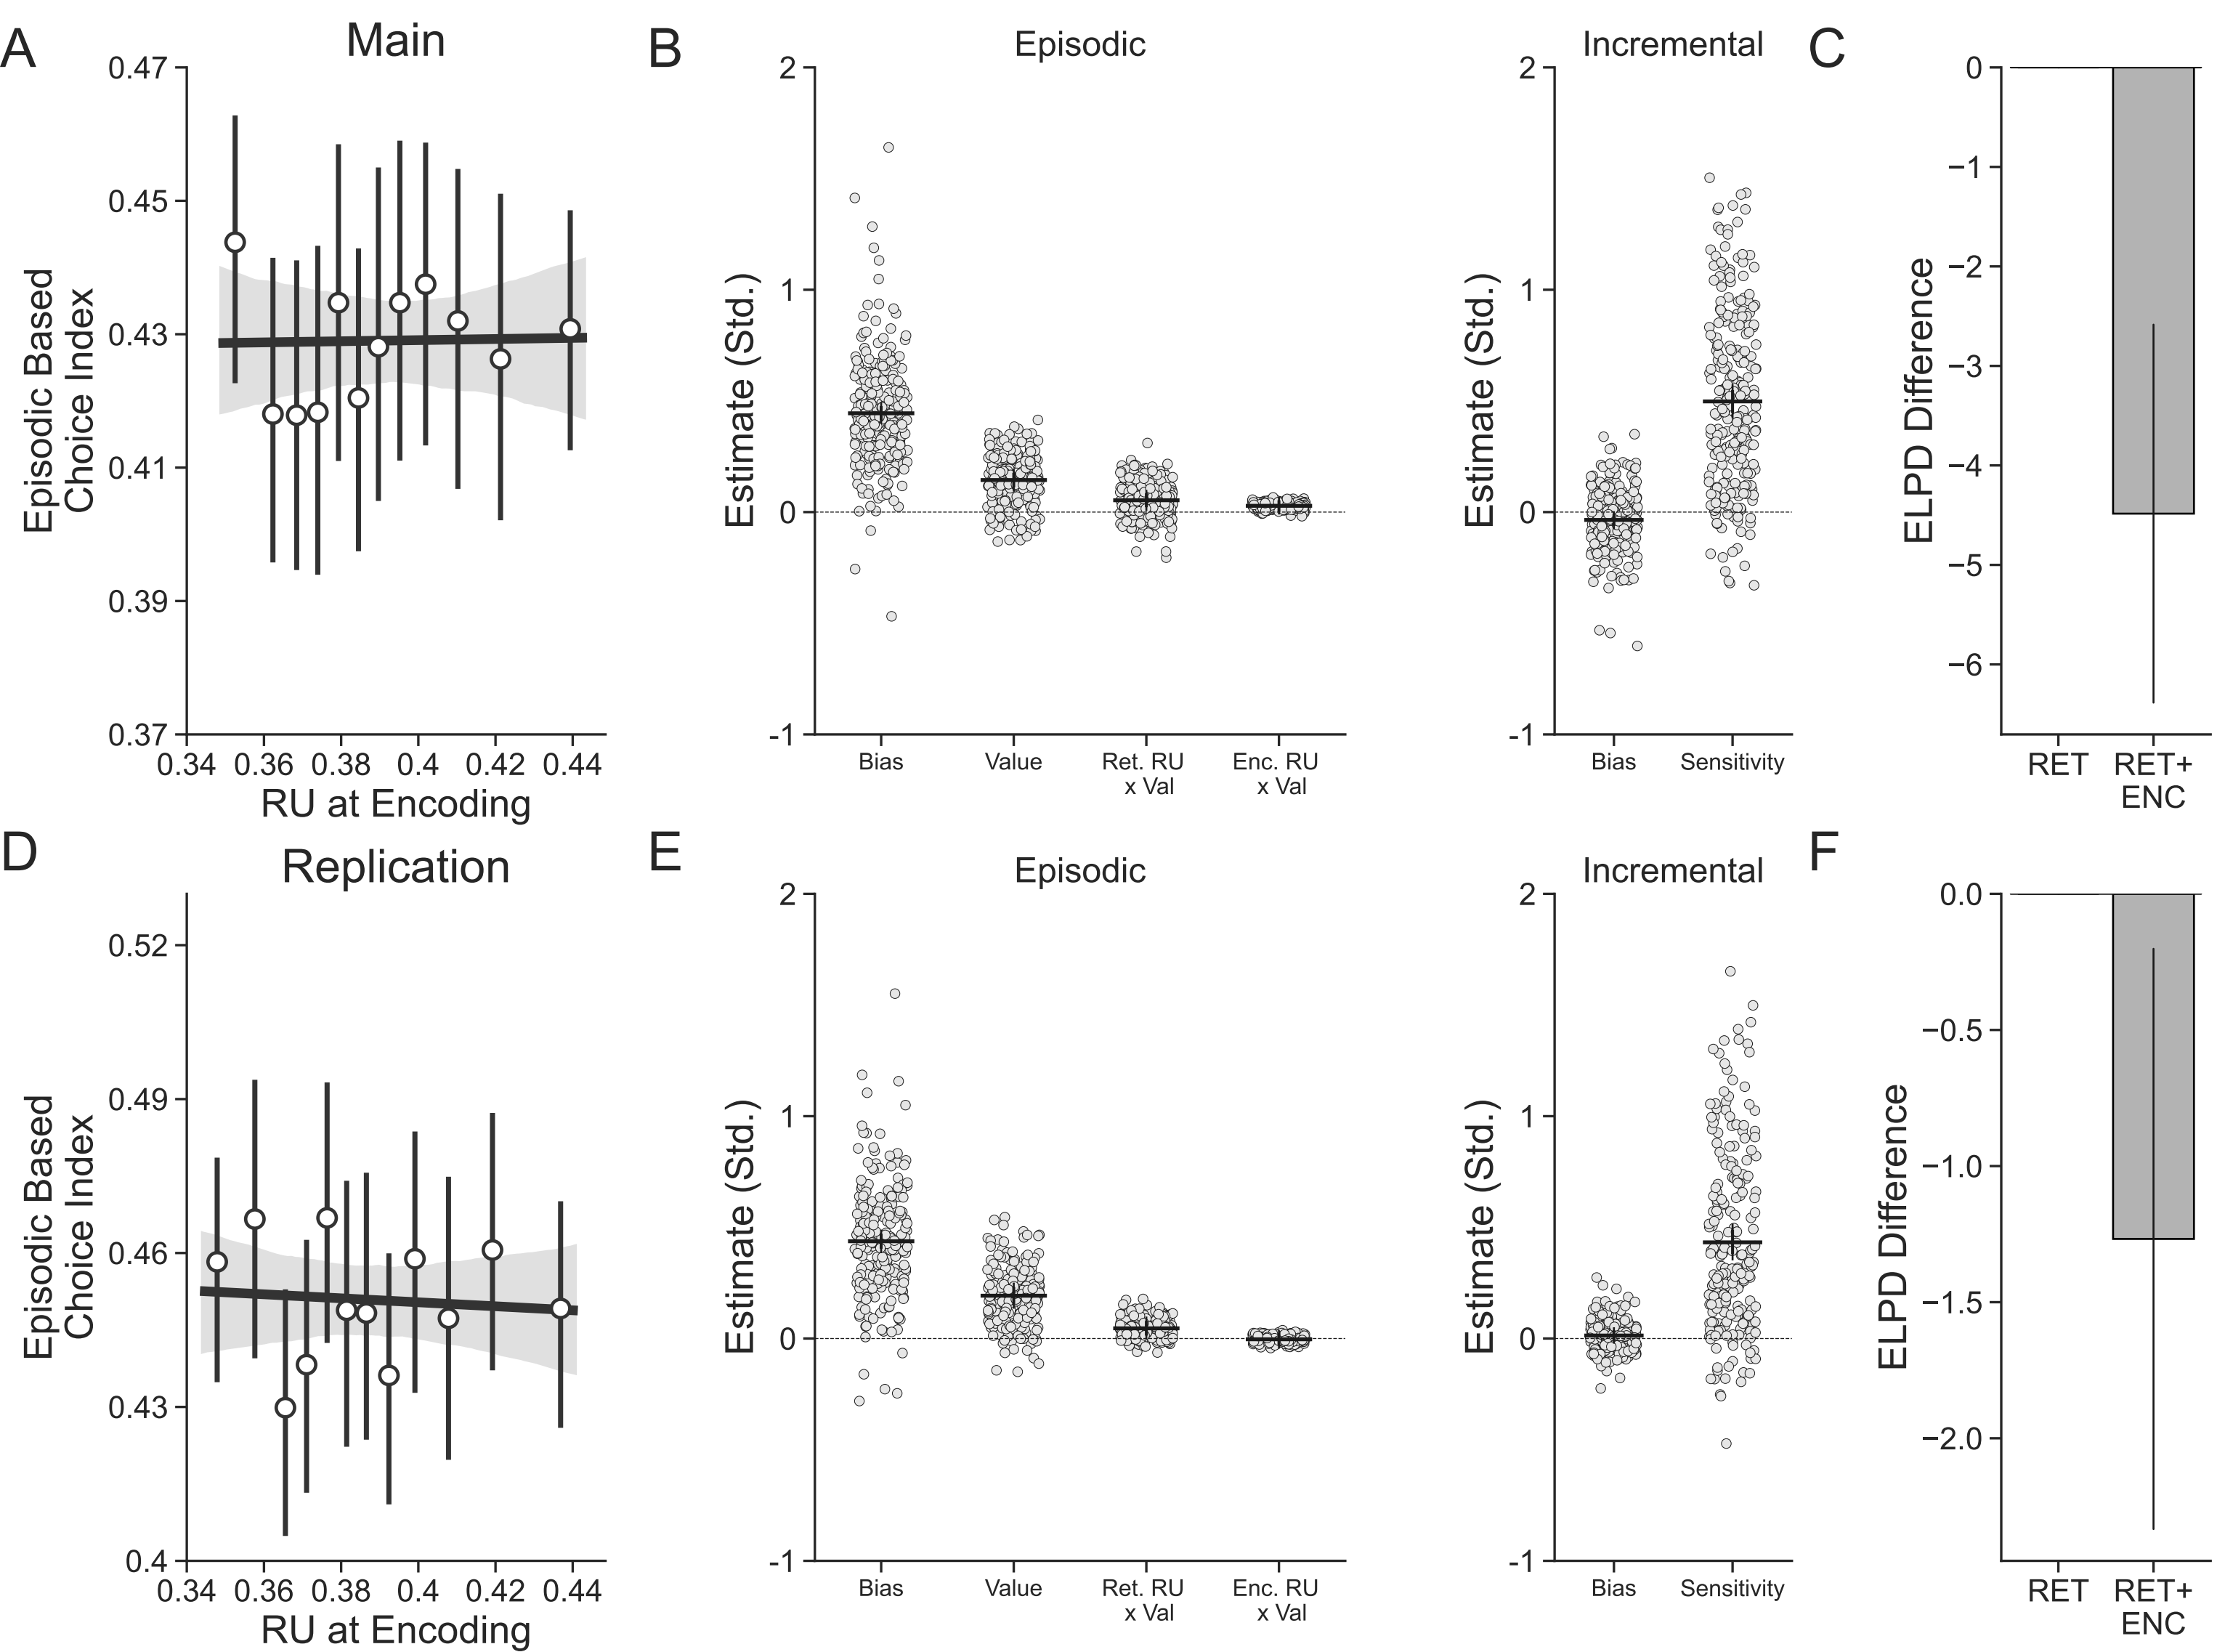 A
Main
Episodic Based
Choice Index
0.47
0.45
0.43
0.41
0.39
0.37
0.34 0.36 0.38 0.4 0.42 0.44
RU at Encoding
B
Episodic
Estimate (Std.)
2
1
0
-1
Bias
Value
Ret. RU
x Val
Enc. RU
x Val
Incremental
Estimate (Std.)
2
1
0
-1
Bias
Sensitivity
C
ELPD Difference
0
−1
−2
−3
−4
−5
−6
RET
RET+
ENC
D
Replication
Episodic Based
Choice Index
0.52
0.49
0.46
0.43
0.4
0.34 0.36 0.38 0.4 0.42 0.44
RU at Encoding
E
Episodic
Estimate (Std.)
2
1
0
-1
Bias
Value
Ret. RU
x Val
Enc. RU
x Val
Incremental
Estimate (Std.)
2
1
0
-1
Bias
Sensitivity
F
ELPD Difference
0.0
−0.5
−1.0
−1.5
−2.0
RET
RET+
ENC